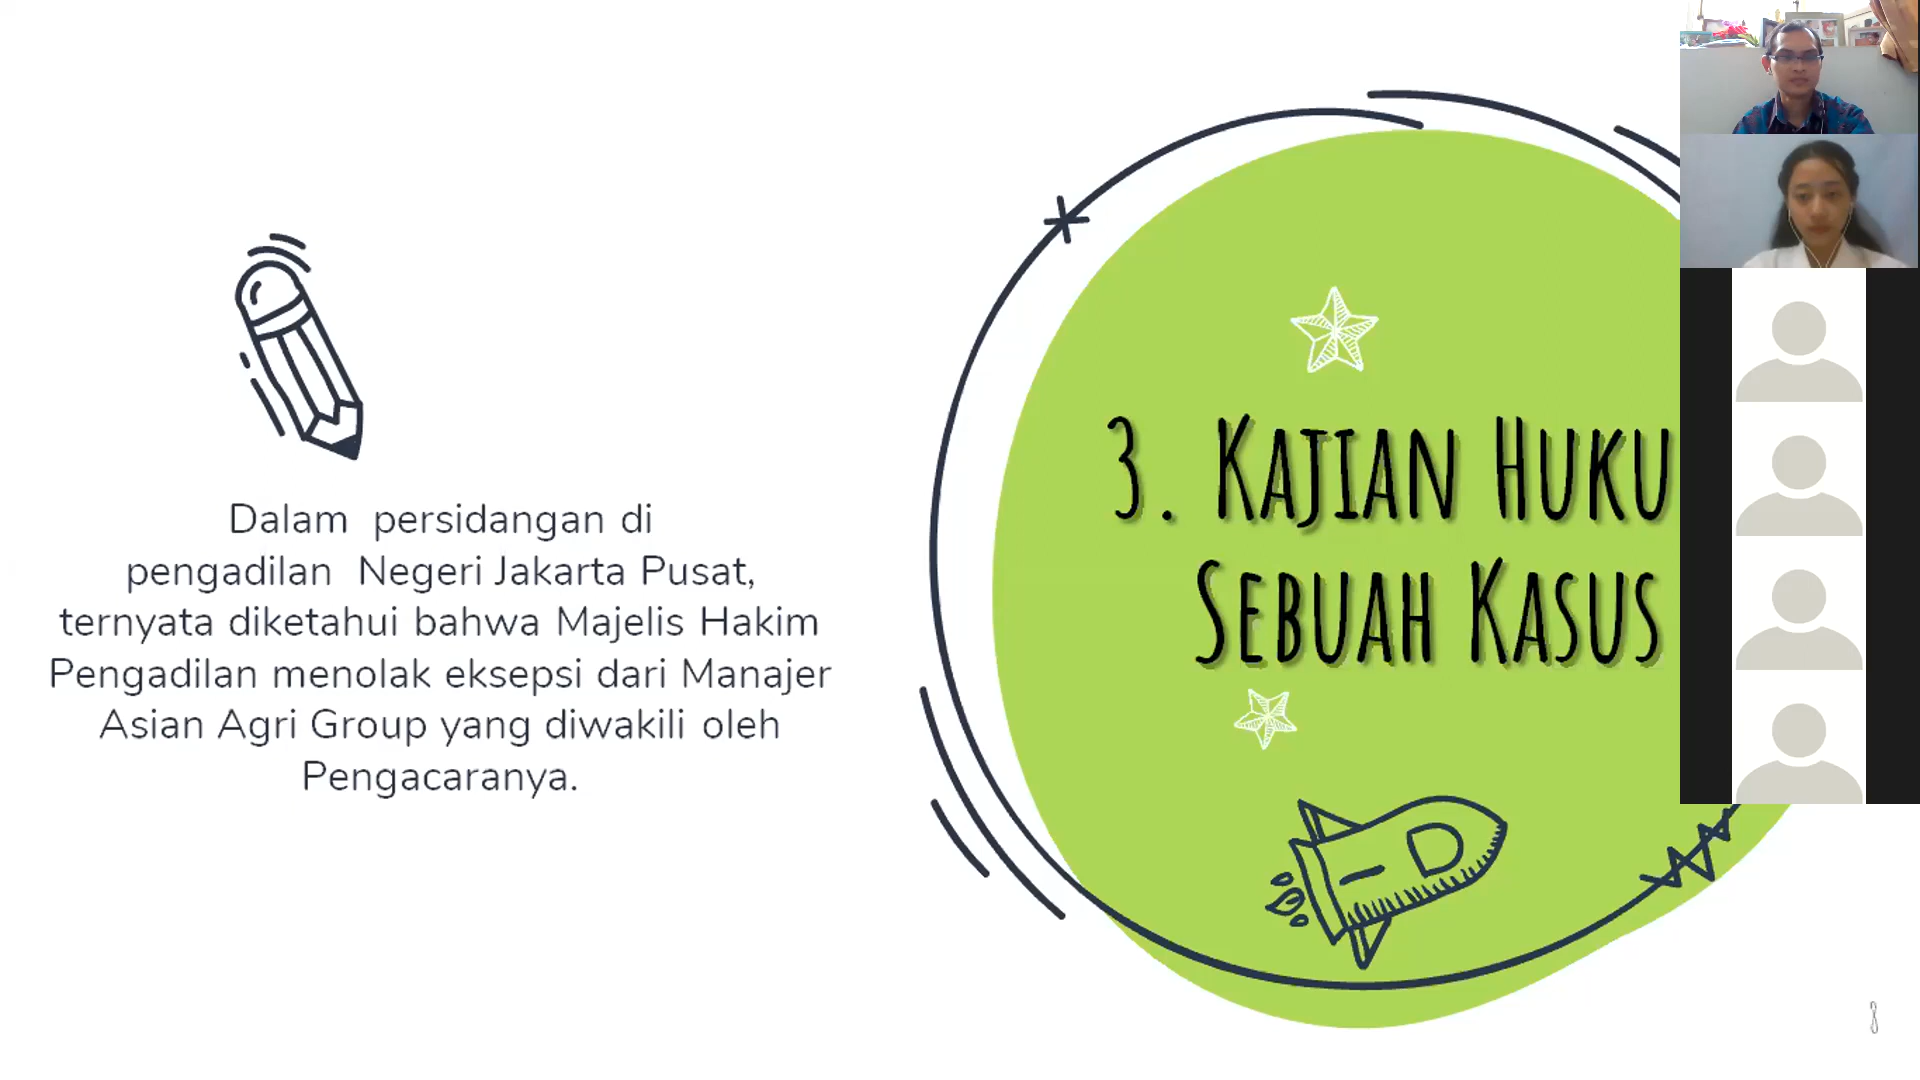 Dalam persidangan di
pengadilan Negeri Jakarta Pusat,
ternyata diketahui bahwa Majelis Hakim
Pengadilan menolak eksepsi dari Manajer
Asian Agri Group yang diwakili oleh
Pengacaranya.
3. KAJIAN HUKU
SEBUAH KASUS
8